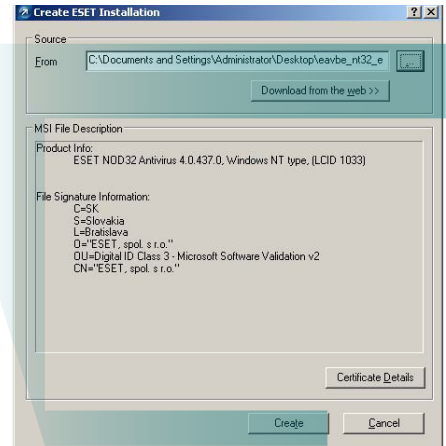 Create ESET Installation
Source
From
C:\Documents and Settings\Administrator\Desktop\eavbe_nt32_e
...
Download from the web >>
MSI File Description
Product Info:
ESET NOD32 Antivirus 4.0.437.0, Windows NT type, (LCID 1033)
File Signature Information:
C=SK
S=Slovakia
L=Bratislava
O="ESET, spol. s r.o."
OU=Digital ID Class 3 - Microsoft Software Validation v2
CN="ESET, spol. s r.o."
Certificate Details
Create
Cancel